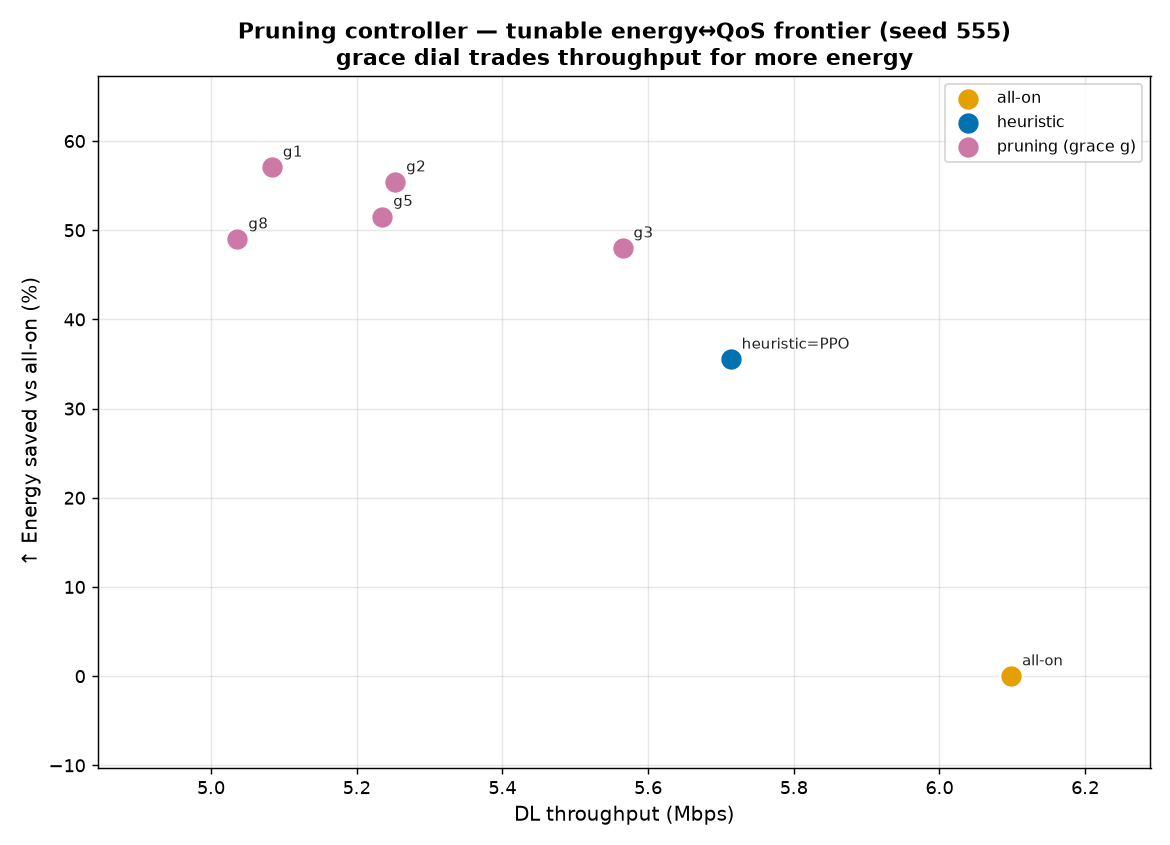 Pruning controller — tunable energy↔QoS frontier (seed 555)
grace dial trades throughput for more energy
all-on
heuristic
pruning (grace g)
g1
g2
g5
g8
g3
heuristic=PPO
all-on
60
50
40
30
20
10
0
−10
↑ Energy saved vs all-on (%)
5.0
5.2
5.4
5.6
5.8
6.0
6.2
DL throughput (Mbps)